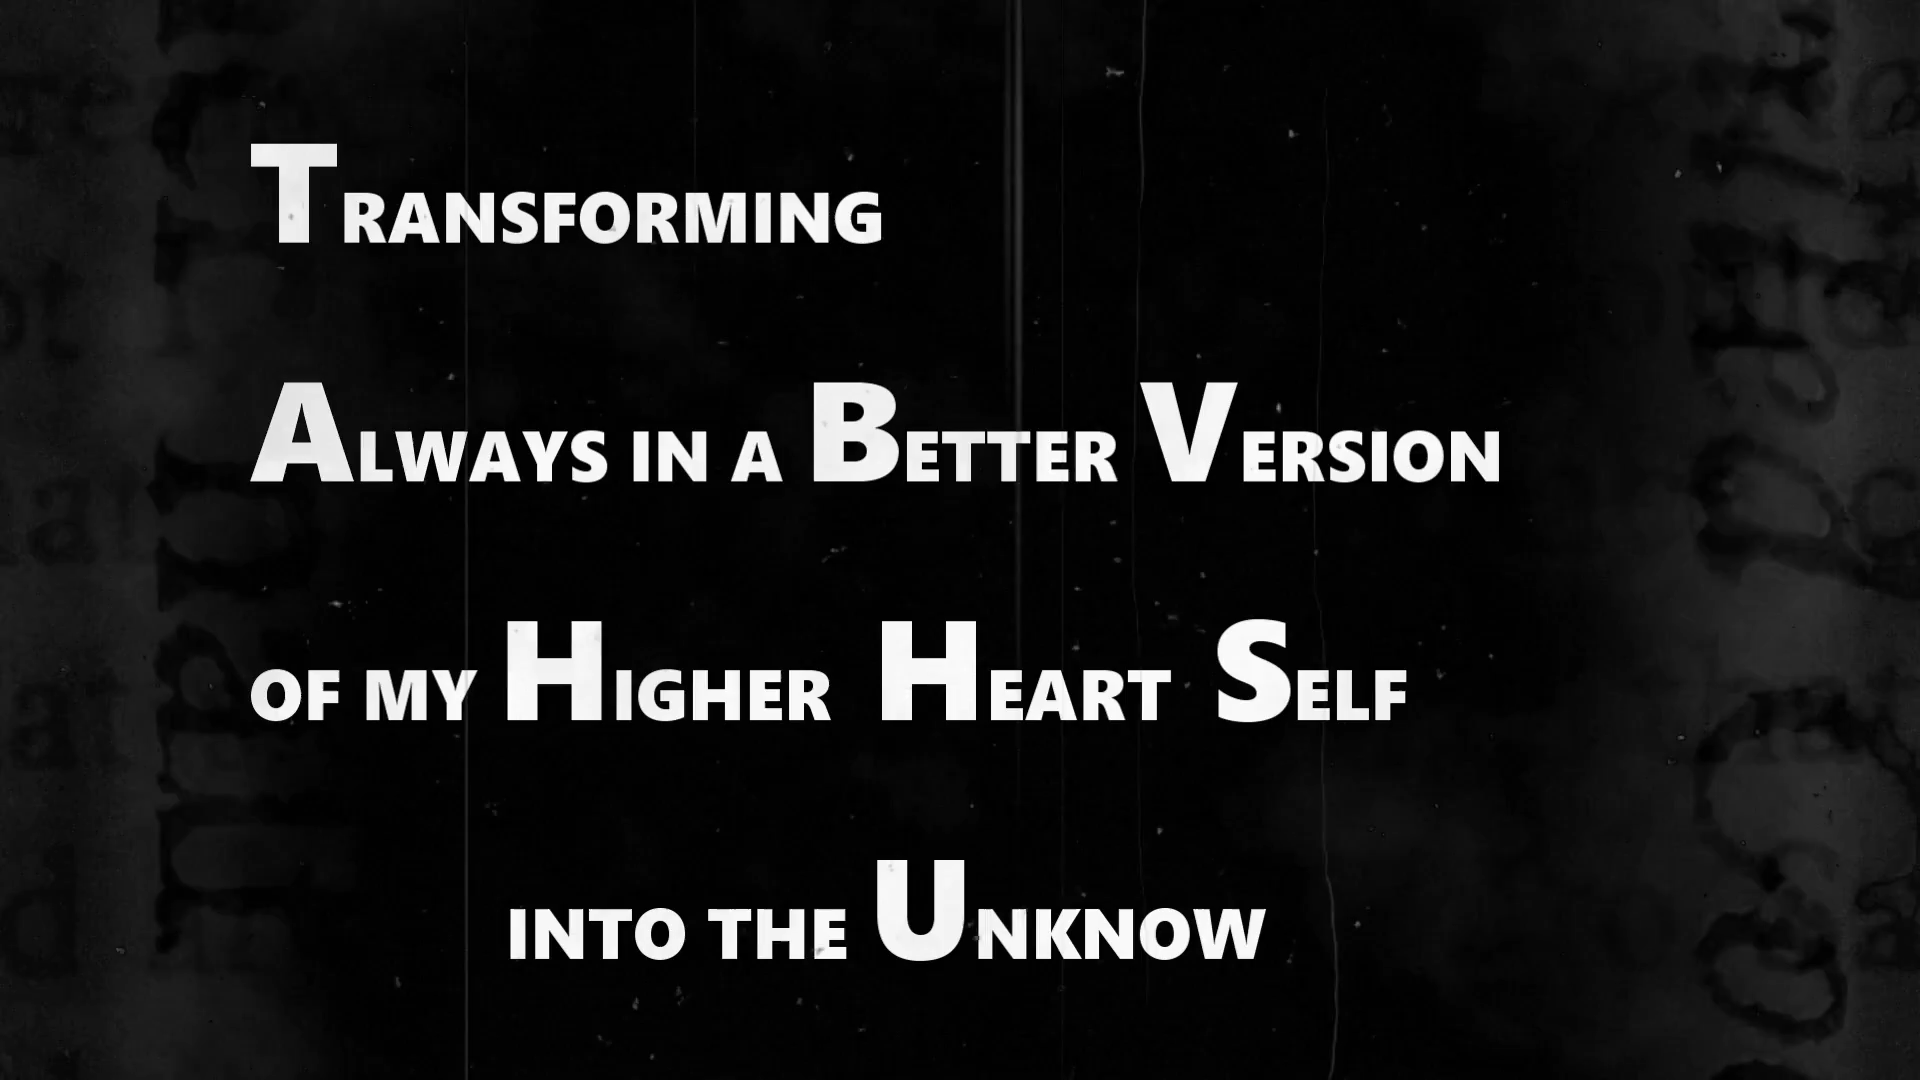 Transforming
Always in a Better Version
of my Higher Heart Self
into the Unknow